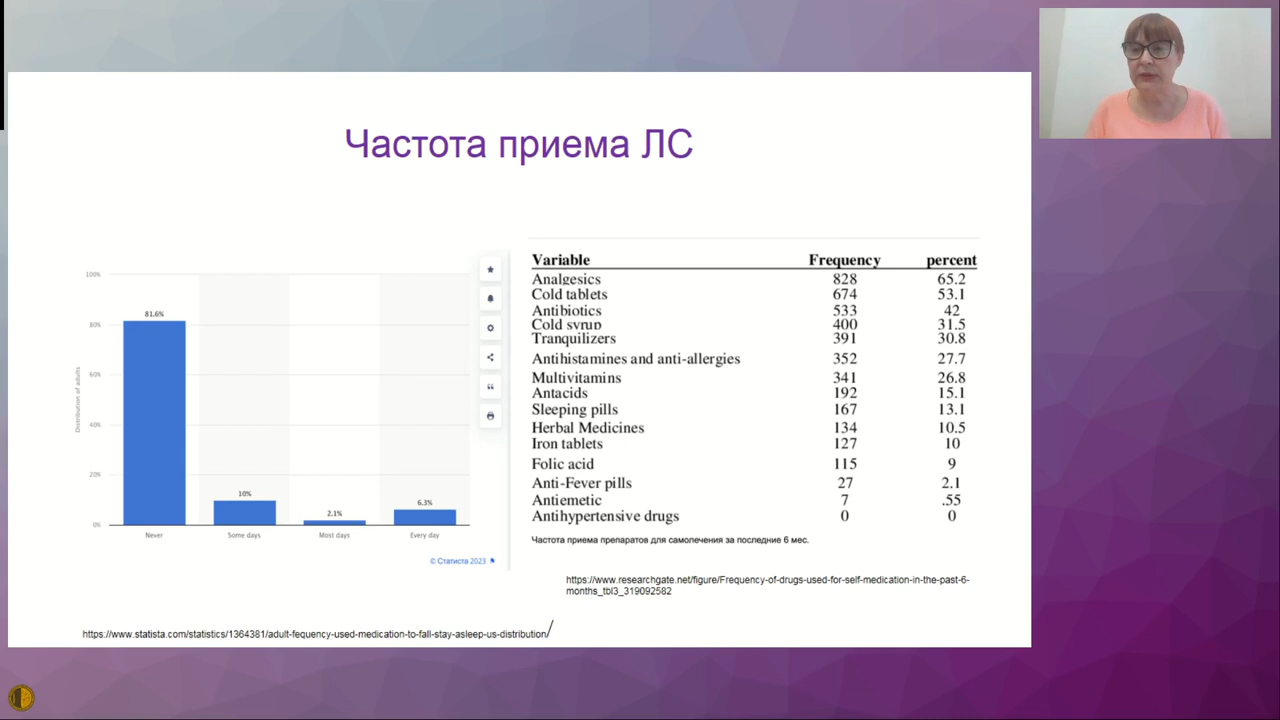 Частота приема ЛС
100%
80%
60%
40%
20%
0%
Distribution of adults
81.6%
10%
2.1%
6.3%
Never Some days Most days Every day
© Статиста 2023
Variable Frequency percent
Analgesics 828 65.2
Cold tablets 674 53.1
Antibiotics 533 42
Cold syrup 400 31.5
Tranquilizers 391 30.8
Antihistamines and anti-allergies 352 27.7
Multivitamins 341 26.8
Antacids 192 15.1
Sleeping pills 167 13.1
Herbal Medicines 134 10.5
Iron tablets 127 10
Folic acid 115 9
Anti-Fever pills 27 2.1
Antiemetic 7 .55
Antihypertensive drugs 0 0
Частота приема препаратов для самолечения за последние 6 мес.
https://www.researchgate.net/figure/Frequency-of-drugs-used-for-self-medication-in-the-past-6-
months_tbl3_319092582
https://www.statista.com/statistics/1364381/adult-fequency-used-medication-to-fall-stay-asleep-us-distribution/